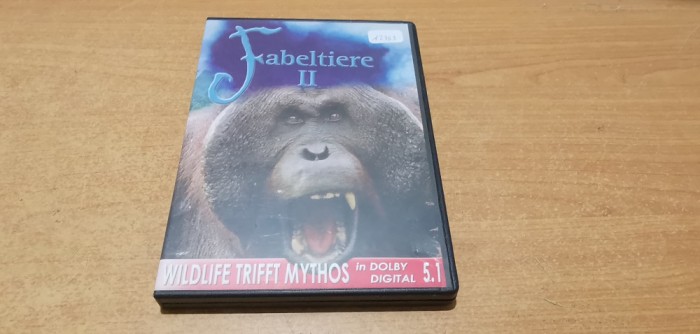 Fabeltiere
II
WILDLIFE TRIFFT MYTHOS in DOLBY DIGITAL 5.1